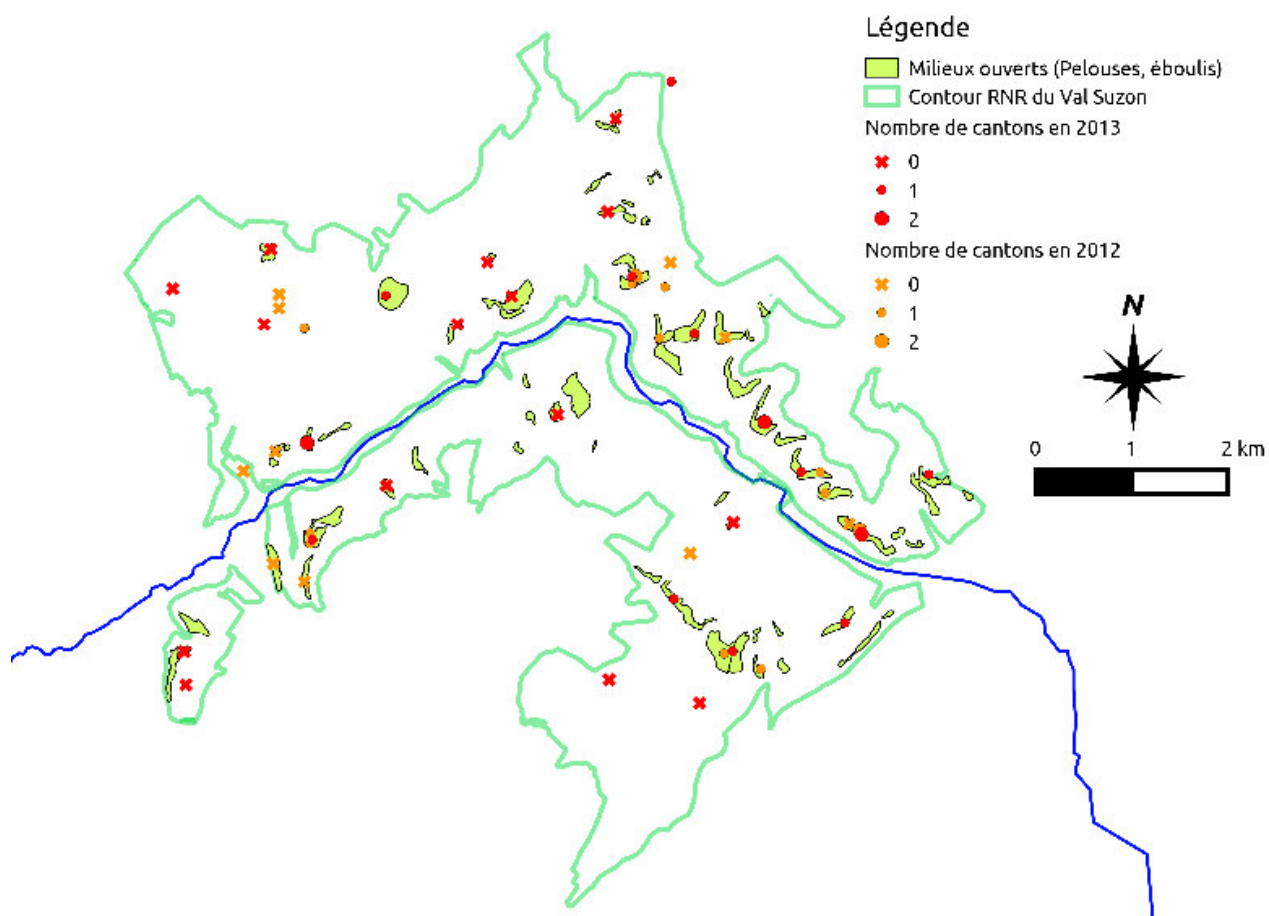 Légende
Milieux ouverts (Pelouses, éboulis)
Contour RNR du Val Suzon
Nombre de cantons en 2013
0
1
2
Nombre de cantons en 2012
0
1
2
N
0 1 2 km